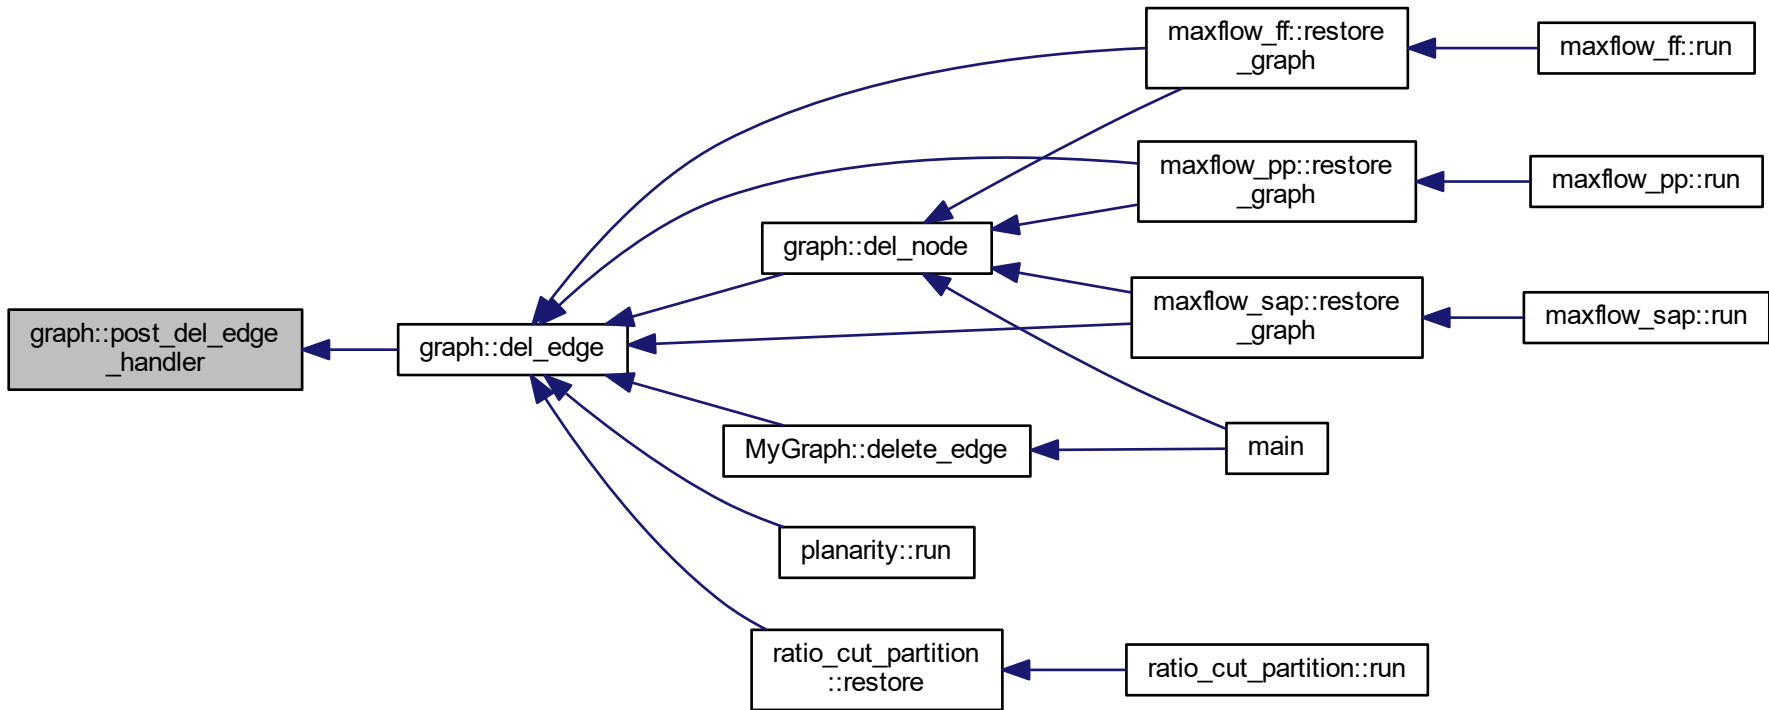 maxflow_ff::restore
_graph
maxflow_ff::run
maxflow_pp::restore
_graph
maxflow_pp::run
graph::del_node
maxflow_sap::restore
_graph
maxflow_sap::run
graph::post_del_edge
_handler
graph::del_edge
MyGraph::delete_edge
main
planarity::run
ratio_cut_partition
::restore
ratio_cut_partition::run